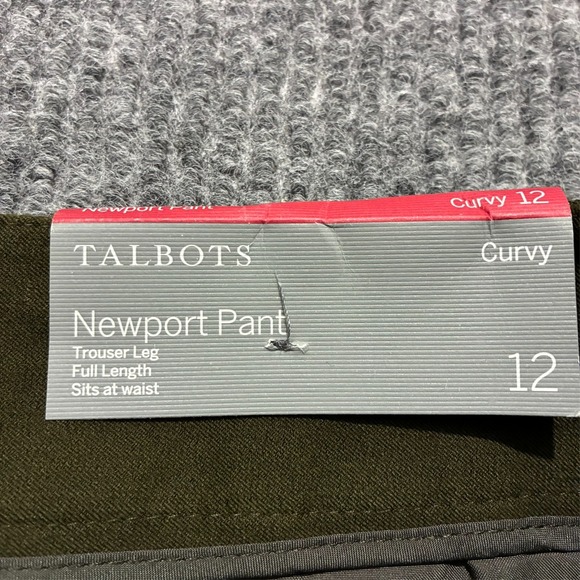 Newport Pant Curvy 12
TALBOTS Curvy
Newport Pant
Trouser Leg
Full Length
Sits at waist
12